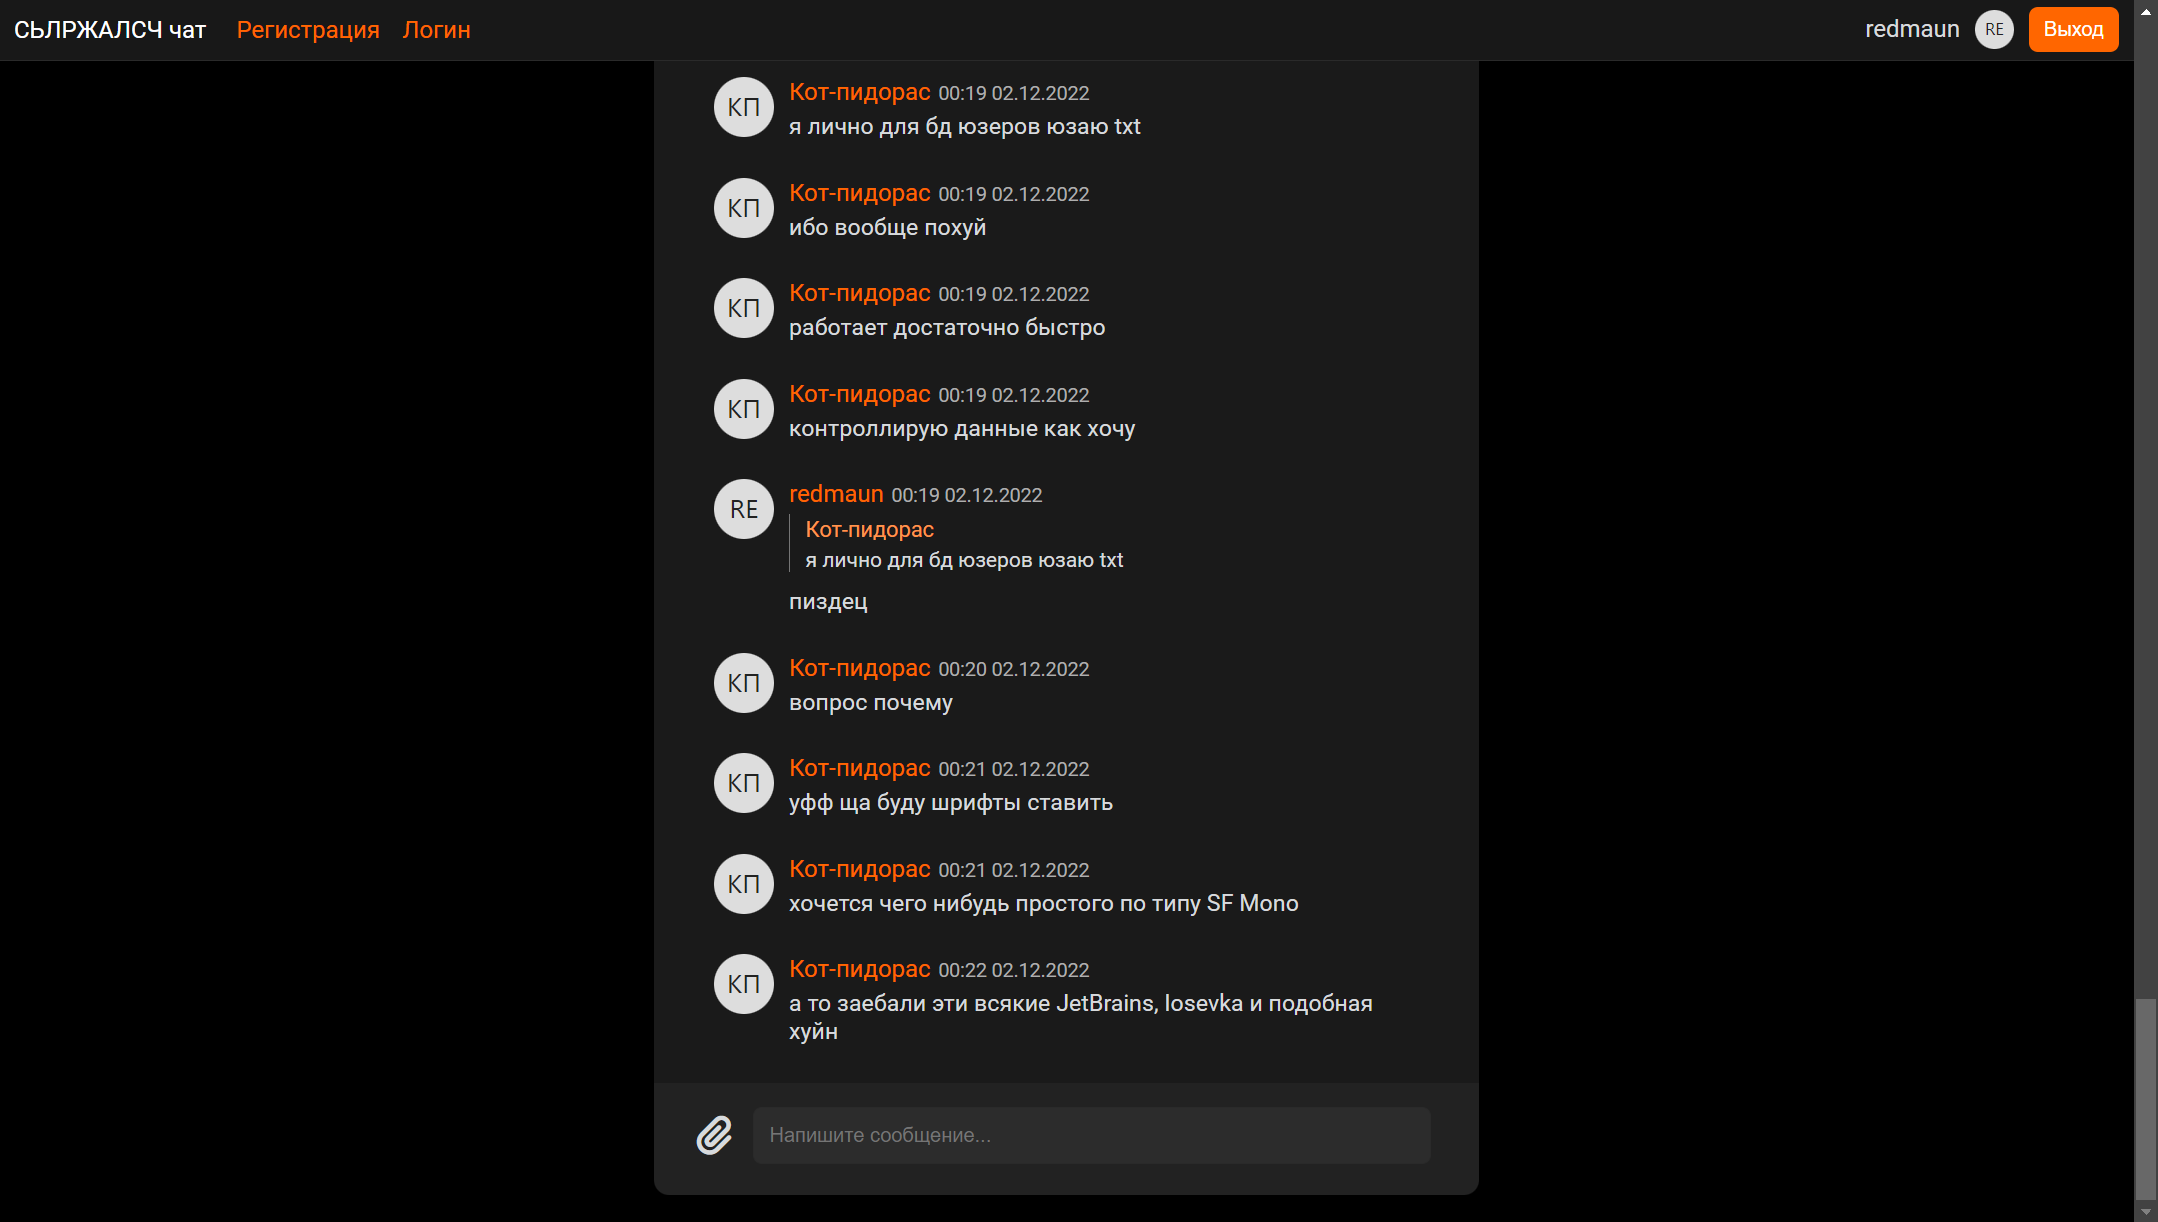 СЬЛРЖАЛСЧ чат Регистрация Логин redmaun RE Выход
КП Кот-пидорас 00:19 02.12.2022
я лично для бд юзеров юзаю txt
КП Кот-пидорас 00:19 02.12.2022
ибо вообще похуй
КП Кот-пидорас 00:19 02.12.2022
работает достаточно быстро
КП Кот-пидорас 00:19 02.12.2022
контроллирую данные как хочу
RE redmaun 00:19 02.12.2022
Кот-пидорас
я лично для бд юзеров юзаю txt
пиздец
КП Кот-пидорас 00:20 02.12.2022
вопрос почему
КП Кот-пидорас 00:21 02.12.2022
уфф ща буду шрифты ставить
КП Кот-пидорас 00:21 02.12.2022
хочется чего нибудь простого по типу SF Mono
КП Кот-пидорас 00:22 02.12.2022
а то заебали эти всякие JetBrains, Iosevka и подобная
хуйн
Напишите сообщение...